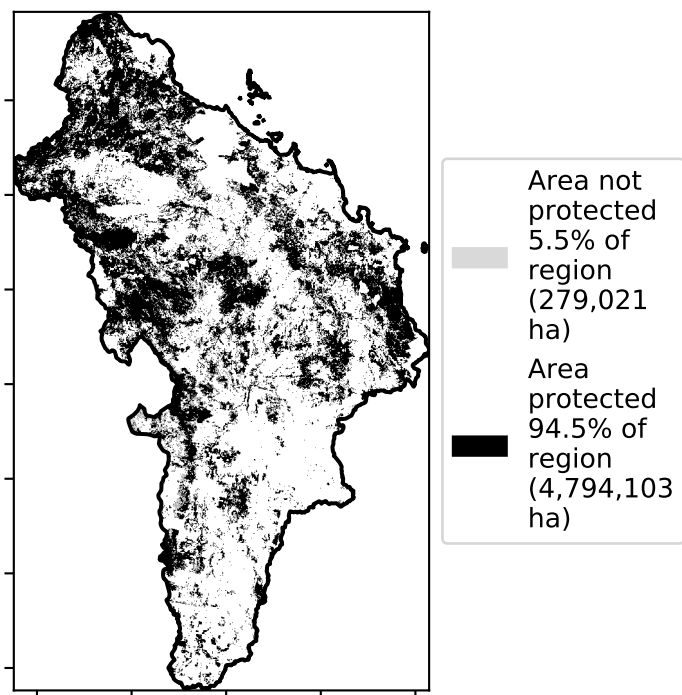 Area not
protected
5.5% of
region
(279,021
ha)
Area
protected
94.5% of
region
(4,794,103
ha)